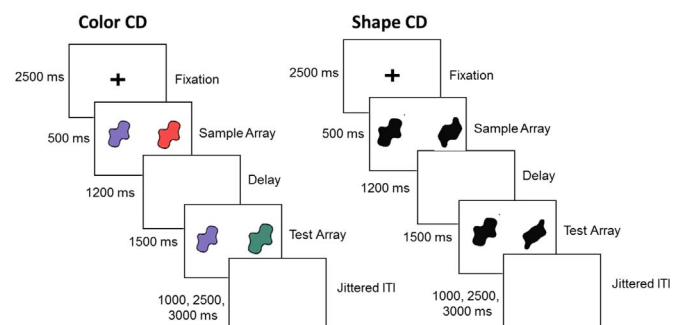 Color CD
2500 ms
Fixation
500 ms
Sample Array
1200 ms
Delay
1500 ms
Test Array
1000, 2500,
3000 ms
Jittered ITI
Shape CD
2500 ms
Fixation
500 ms
Sample Array
1200 ms
Delay
1500 ms
Test Array
1000, 2500,
3000 ms
Jittered ITI